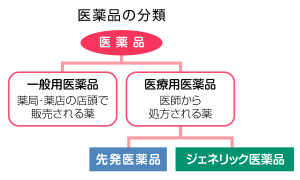 医薬品の分類
医薬品
一般用医薬品
薬局・薬店の店頭で
販売される薬
医療用医薬品
医師から
処方される薬
先発医薬品
ジェネリック医薬品